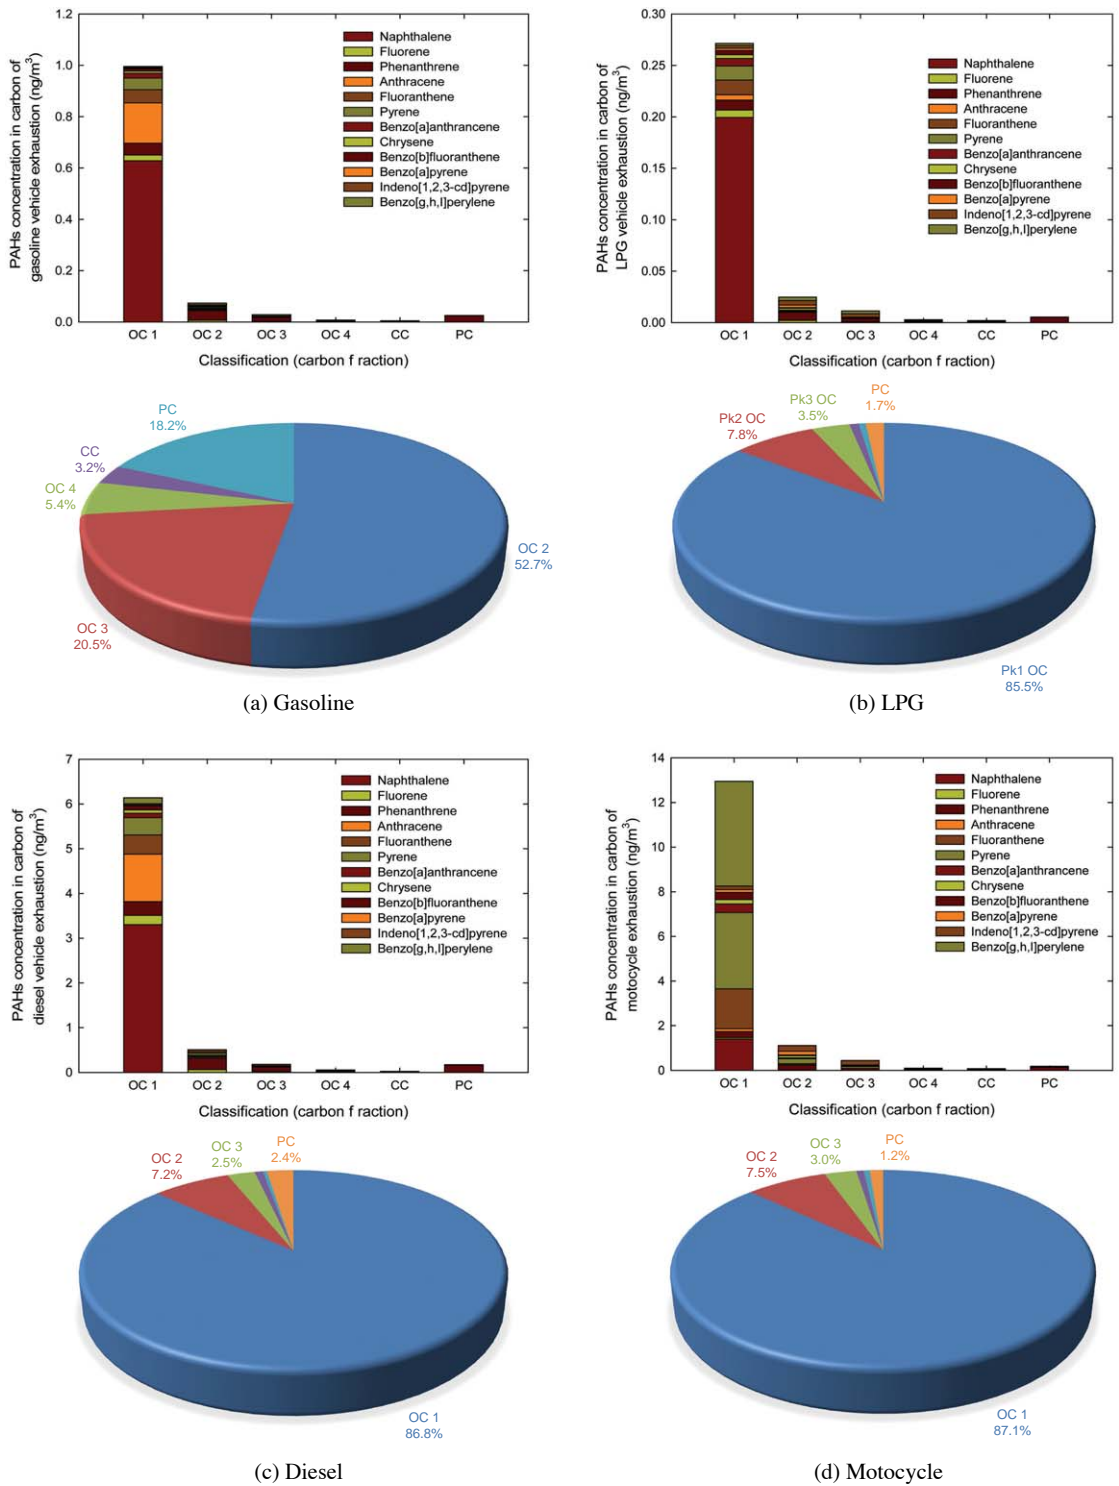 PAHs concentration in carbon of
gasoline vehicle exhaustion (ng/m³)
1.2
1.0
0.8
0.6
0.4
0.2
0.0
Naphthalene
Fluorene
Phenanthrene
Anthracene
Fluoranthene
Pyrene
Benzo[a]anthrancene
Chrysene
Benzo[b]fluoranthene
Benzo[a]pyrene
Indeno[1,2,3-cd]pyrene
Benzo[g,h,I]perylene
OC 1 OC 2 OC 3 OC 4 CC PC
Classification (carbon f raction)
PC
18.2%
CC
3.2%
OC 4
5.4%
OC 3
20.5%
OC 2
52.7%
(a) Gasoline
PAHs concentration in carbon of
LPG vehicle exhaustion (ng/m³)
0.30
0.25
0.20
0.15
0.10
0.05
0.00
Naphthalene
Fluorene
Phenanthrene
Anthracene
Fluoranthene
Pyrene
Benzo[a]anthrancene
Chrysene
Benzo[b]fluoranthene
Benzo[a]pyrene
Indeno[1,2,3-cd]pyrene
Benzo[g,h,I]perylene
OC 1 OC 2 OC 3 OC 4 CC PC
Classification (carbon f raction)
Pk2 OC
7.8%
Pk3 OC
3.5%
PC
1.7%
Pk1 OC
85.5%
(b) LPG
PAHs concentration in carbon of
diesel vehicle exhaustion (ng/m³)
7
6
5
4
3
2
1
0
Naphthalene
Fluorene
Phenanthrene
Anthracene
Fluoranthene
Pyrene
Benzo[a]anthrancene
Chrysene
Benzo[b]fluoranthene
Benzo[a]pyrene
Indeno[1,2,3-cd]pyrene
Benzo[g,h,I]perylene
OC 1 OC 2 OC 3 OC 4 CC PC
Classification (carbon f raction)
OC 2
7.2%
OC 3
2.5%
PC
2.4%
OC 1
86.8%
(c) Diesel
PAHs concentration in carbon of
motocycle exhaustion (ng/m³)
14
12
10
8
6
4
2
0
Naphthalene
Fluorene
Phenanthrene
Anthracene
Fluoranthene
Pyrene
Benzo[a]anthrancene
Chrysene
Benzo[b]fluoranthene
Benzo[a]pyrene
Indeno[1,2,3-cd]pyrene
Benzo[g,h,I]perylene
OC 1 OC 2 OC 3 OC 4 CC PC
Classification (carbon f raction)
OC 2
7.5%
OC 3
3.0%
PC
1.2%
OC 1
87.1%
(d) Motocycle